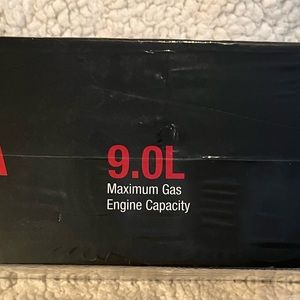 A
9.0L
Maximum Gas
Engine Capacity